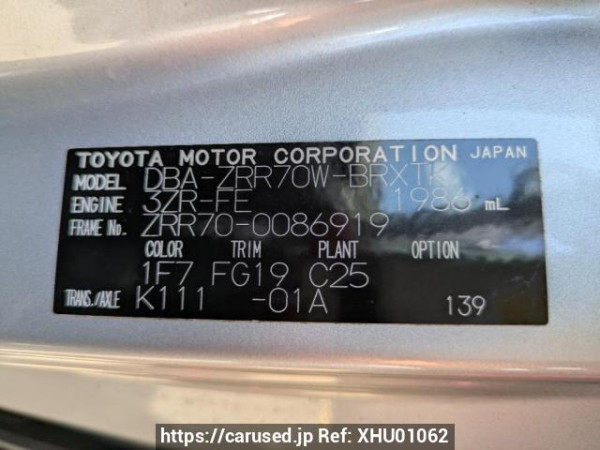 TOYOTA MOTOR CORPORATION JAPAN
MODEL DBA-ZRR70W-BRXTK
ENGINE 3ZR-FE 1986 mL
FRAME No. ZRR70-0086919
COLOR TRIM PLANT OPTION
1F7 FG19 C25
TRANS./AXLE K111 -01A 139
https://carused.jp Ref: XHU01062